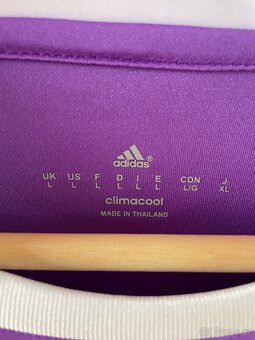 adidas®
UK US F D I E CDN J
L L L L L L L/G XL
climacool
MADE IN THAILAND